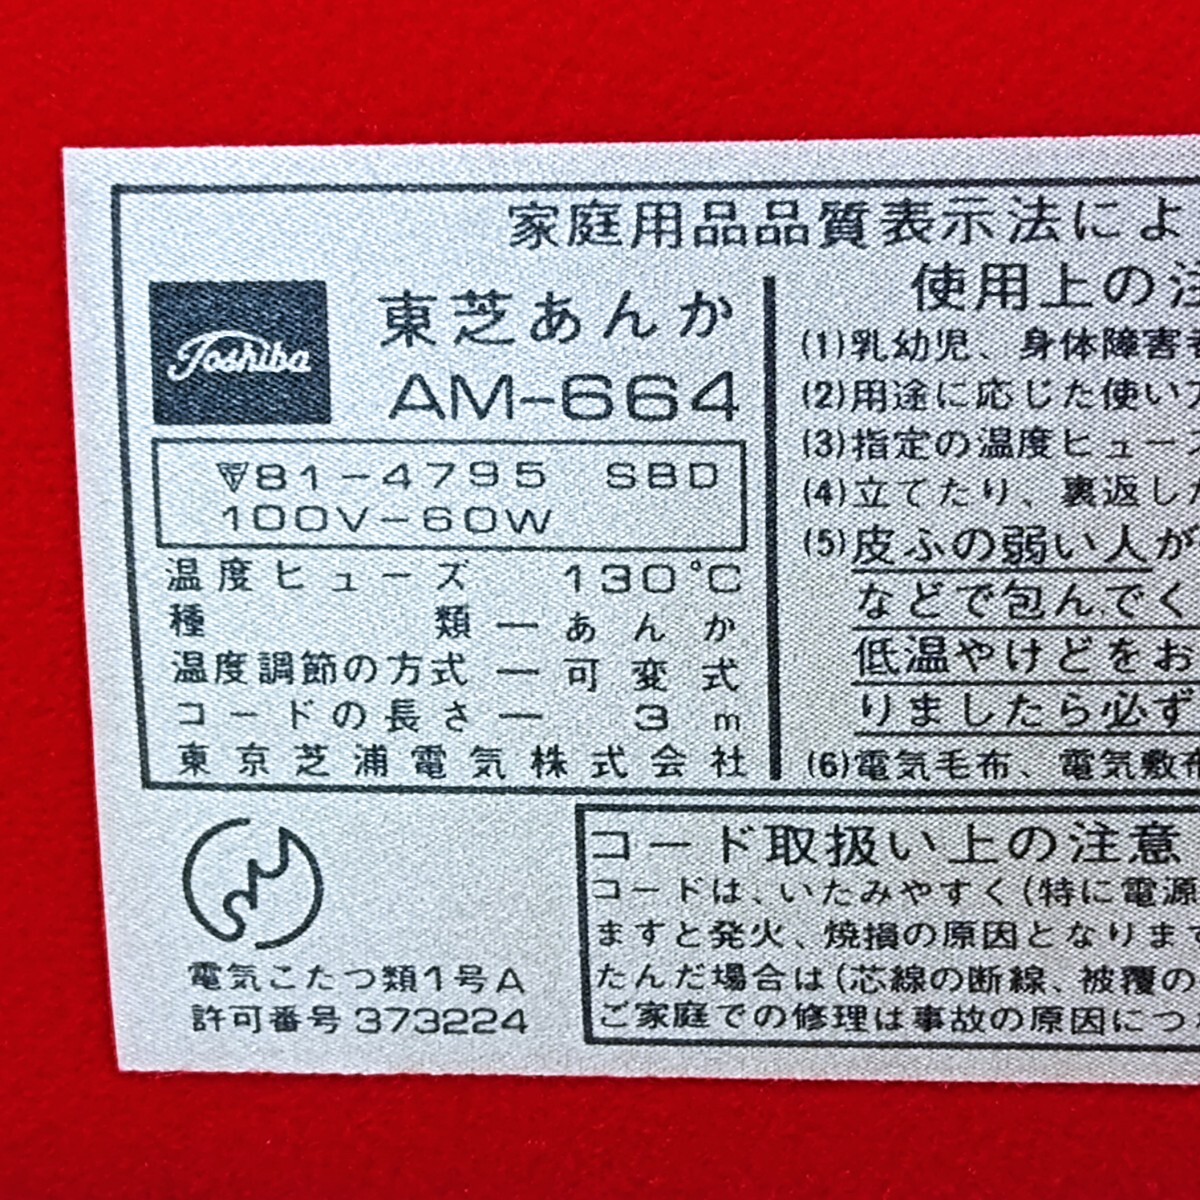 家庭用品品質表示法によ
Toshiba
東芝あんか
AM-664
81-4795 SBD
100V-60W
温度ヒューズ 130°C
種類 — あんか
温度調節の方式 — 可変式
コードの長さ — 3m
東京芝浦電気株式会社
使用上の注
(1)乳幼児、身体障害者
(2)用途に応じた使い
(3)指定の温度ヒュース
(4)立てたり、裏返し
(5)皮ふの弱い人が
などで包んでく
低温やけどをお
りましたら必ず
(6)電気毛布、電気敷布
電気こたつ類1号A
許可番号373224
コード取扱い上の注意
コードは、いたみやすく(特に電源
ますと発火、焼損の原因となります
たんだ場合は(芯線の断線、被覆の
ご家庭での修理は事故の原因につ